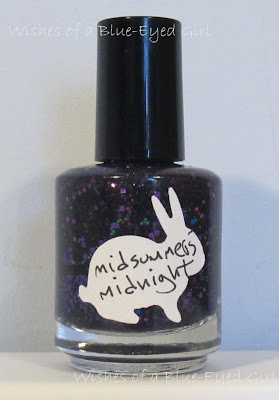 Wishes of a Blue-Eyed Girl
midsummer's
midnight
Wishes of a Blue-Eyed Girl